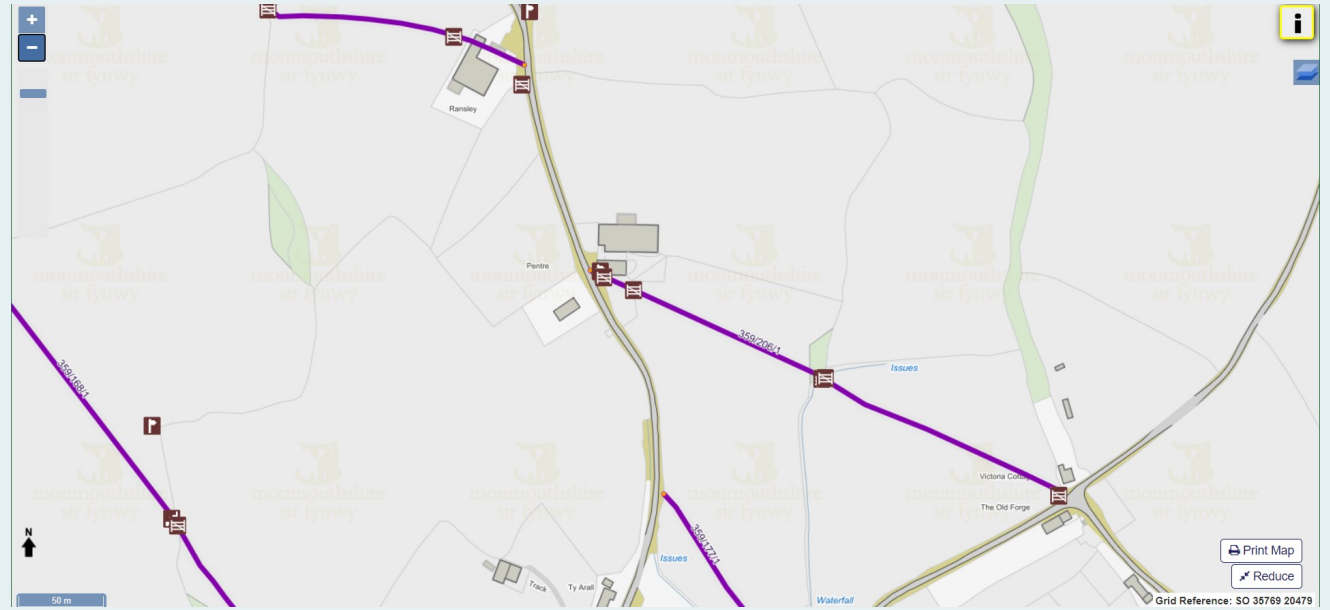 +
−
i
monmouthshire
sir fynwy
Ransley
Pentre
359/206/1
Issues
359/168/1
Victoria Cottage
The Old Forge
359/177/1
Issues
Track
Ty Arall
Waterfall
N
50 m
Print Map
Reduce
Grid Reference: SO 35769 20479